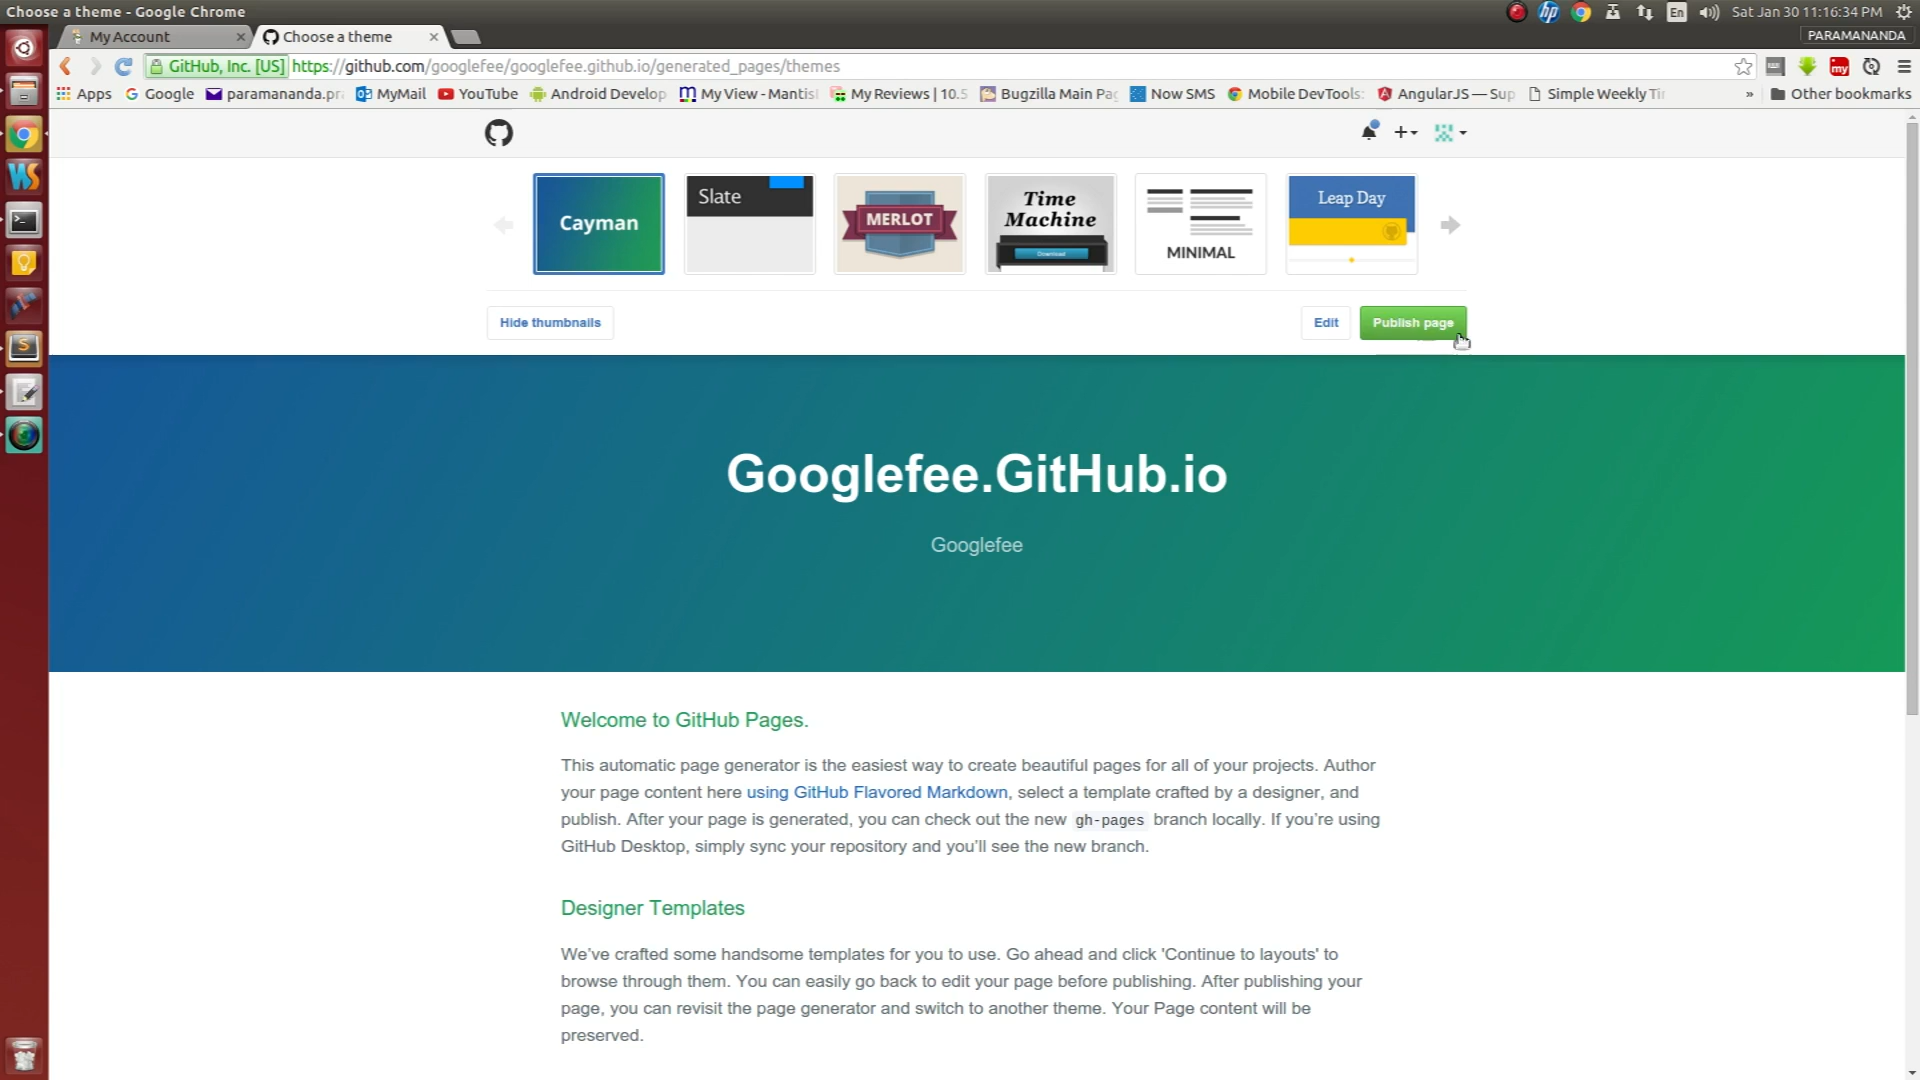 Choose a theme - Google Chrome
En
Sat Jan 30 11:16:34 PM
My Account
Choose a theme
PARAMANANDA
GitHub, Inc. [US]
https://github.com/googlefee/googlefee.github.io/generated_pages/themes
my
Apps
Google
paramananda.pr
MyMail
YouTube
Android Develop
My View - Mantis
My Reviews | 10.5
Bugzilla Main Pag
Now SMS
Mobile DevTools:
AngularJS — Sup
Simple Weekly Ti
»
Other bookmarks
Cayman
Slate
MERLOT
Time
Machine
Download
MINIMAL
Leap Day
Hide thumbnails
Edit
Publish page
Googlefee.GitHub.io
Googlefee
Welcome to GitHub Pages.
This automatic page generator is the easiest way to create beautiful pages for all of your projects. Author
your page content here using GitHub Flavored Markdown, select a template crafted by a designer, and
publish. After your page is generated, you can check out the new gh-pages branch locally. If you’re using
GitHub Desktop, simply sync your repository and you’ll see the new branch.
Designer Templates
We’ve crafted some handsome templates for you to use. Go ahead and click 'Continue to layouts' to
browse through them. You can easily go back to edit your page before publishing. After publishing your
page, you can revisit the page generator and switch to another theme. Your Page content will be
preserved.